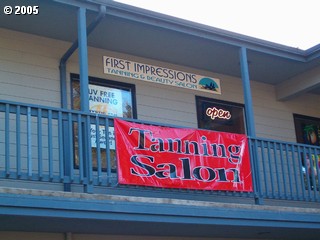 © 2005
FIRST IMPRESSIONS
TANNING & BEAUTY SALON
UV FREE
TANNING
open
Tanning
Salon